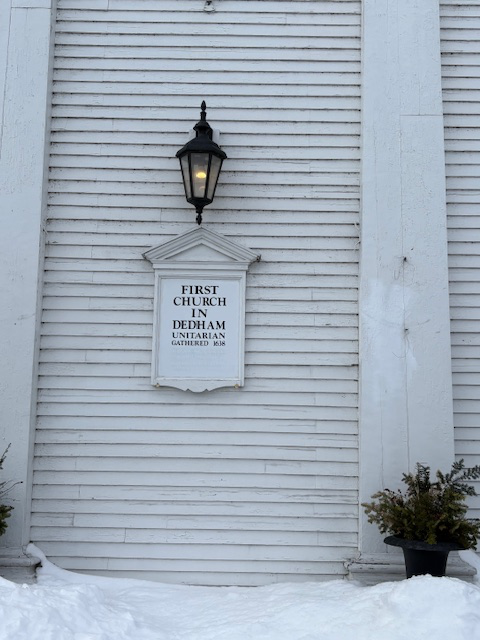 FIRST
CHURCH
IN
DEDHAM
UNITARIAN
GATHERED 1638